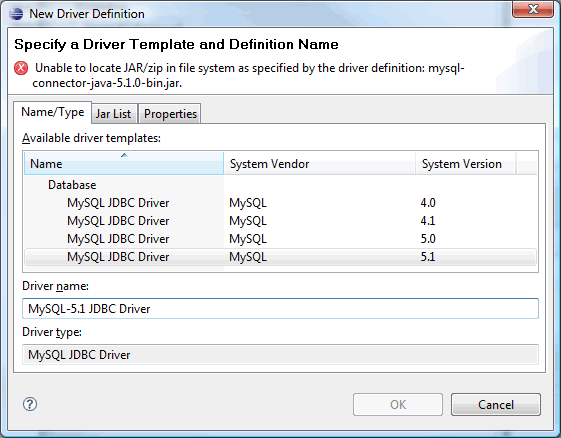 New Driver Definition
Specify a Driver Template and Definition Name
Unable to locate JAR/zip in file system as specified by the driver definition: mysql-
connector-java-5.1.0-bin.jar.
Name/Type Jar List Properties
Available driver templates:
Name System Vendor System Version
Database
MySQL JDBC Driver MySQL 4.0
MySQL JDBC Driver MySQL 4.1
MySQL JDBC Driver MySQL 5.0
MySQL JDBC Driver MySQL 5.1
Driver name:
MySQL-5.1 JDBC Driver
Driver type:
MySQL JDBC Driver
? OK Cancel